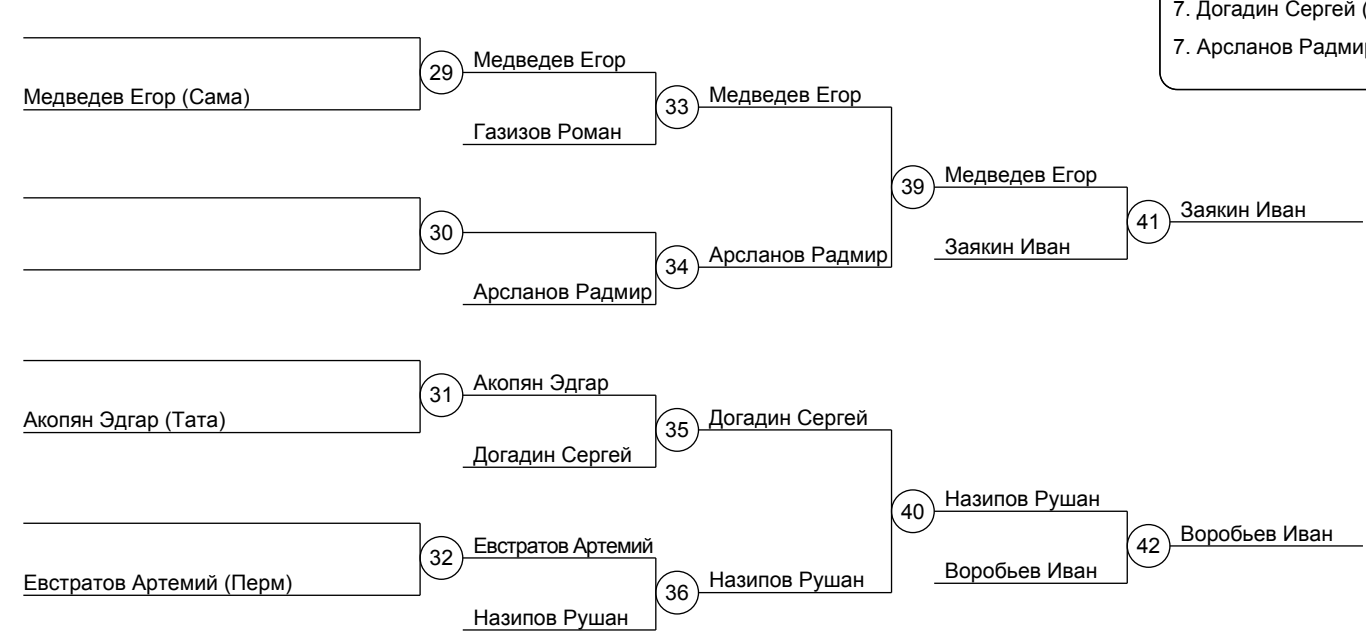 7. Догадин Сергей (
7. Арсланов Радмир
29
Медведев Егор
Медведев Егор (Сама)
33
Медведев Егор
Газизов Роман
39
Медведев Егор
30
34
Арсланов Радмир
Арсланов Радмир
41
Заякин Иван
Заякин Иван
31
Акопян Эдгар
Акопян Эдгар (Тата)
35
Догадин Сергей
Догадин Сергей
40
Назипов Рушан
32
Евстратов Артемий
Евстратов Артемий (Перм)
36
Назипов Рушан
Назипов Рушан
42
Воробьев Иван
Воробьев Иван